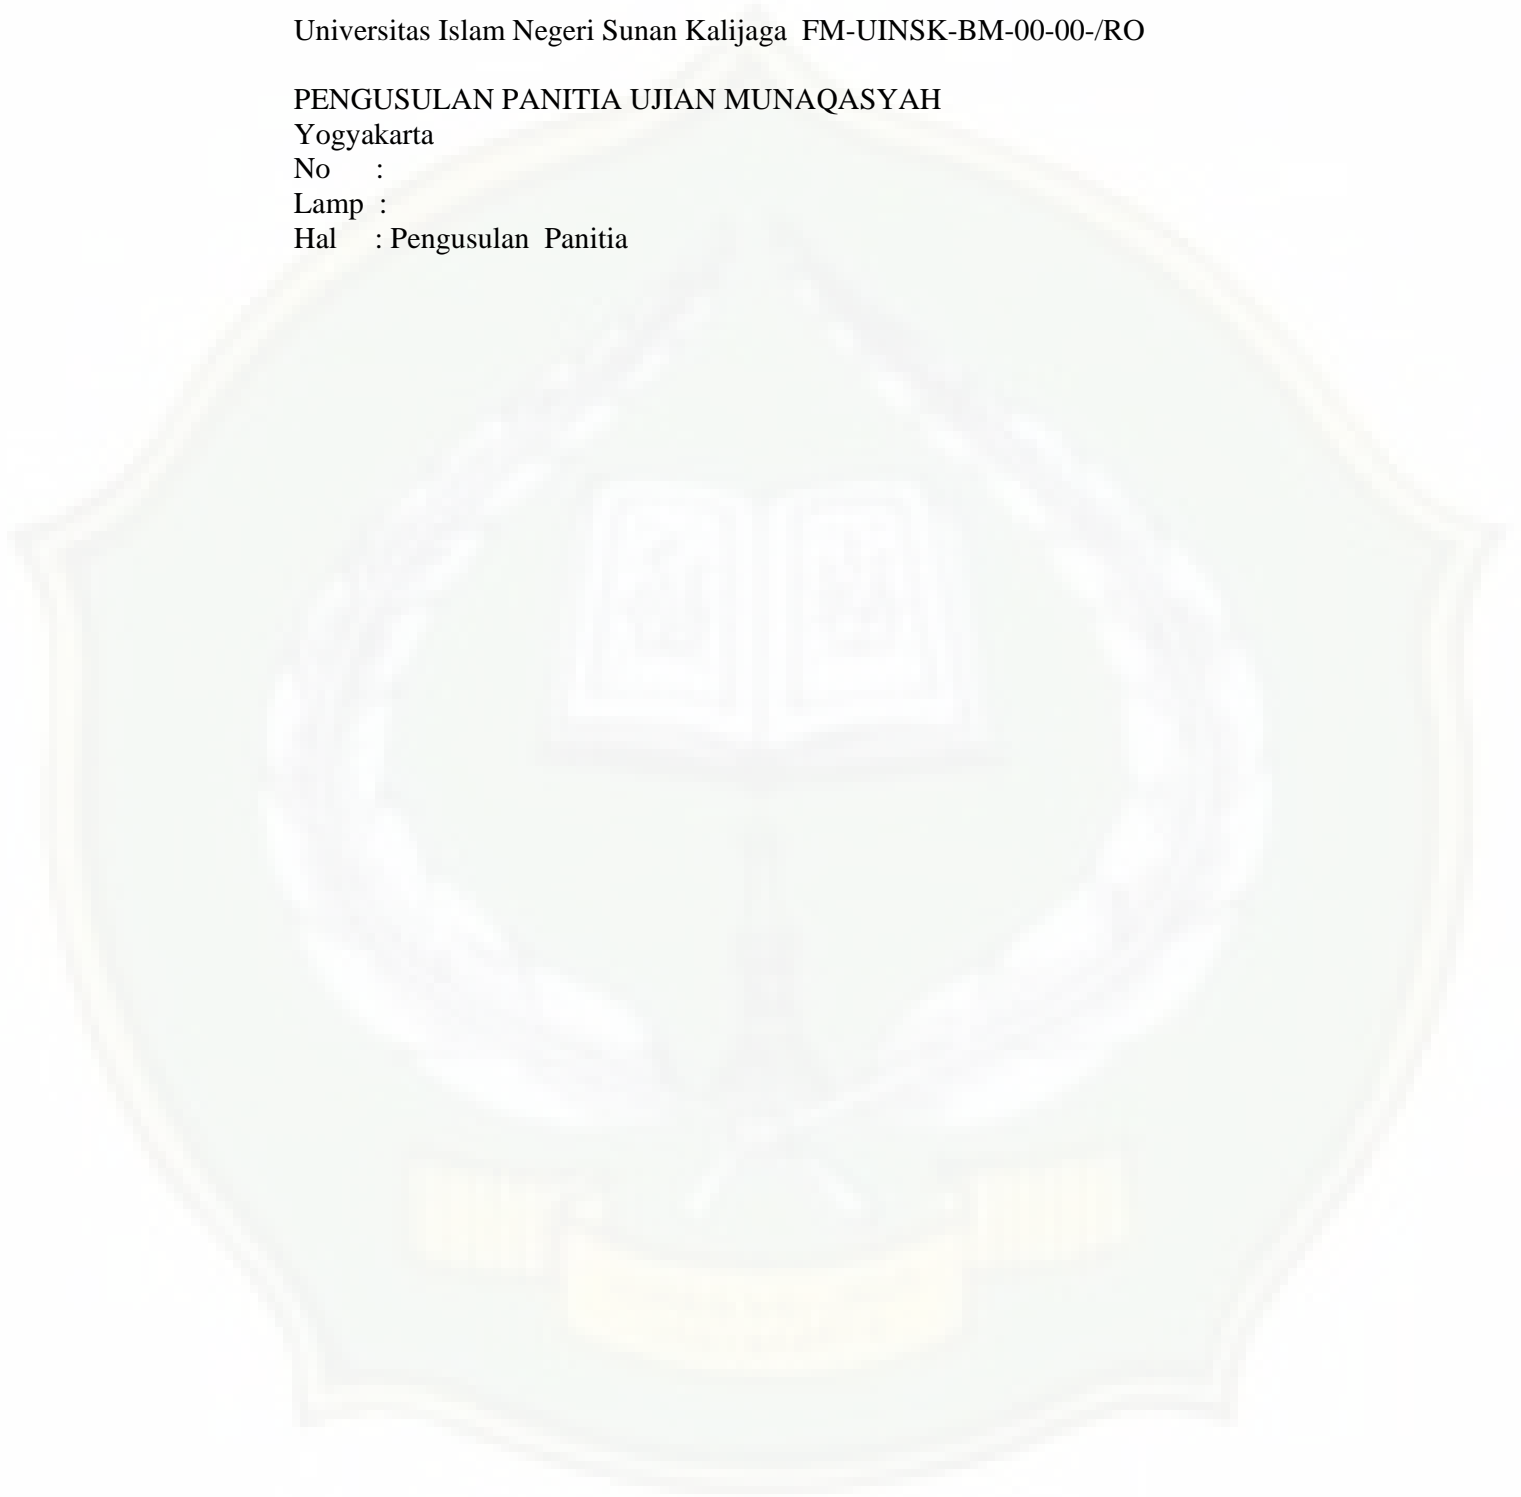 Universitas Islam Negeri Sunan Kalijaga  FM-UINSK-BM-00-00-/RO
PENGUSULAN PANITIA UJIAN MUNAQASYAH
Yogyakarta
No :
Lamp :
Hal : Pengusulan  Panitia